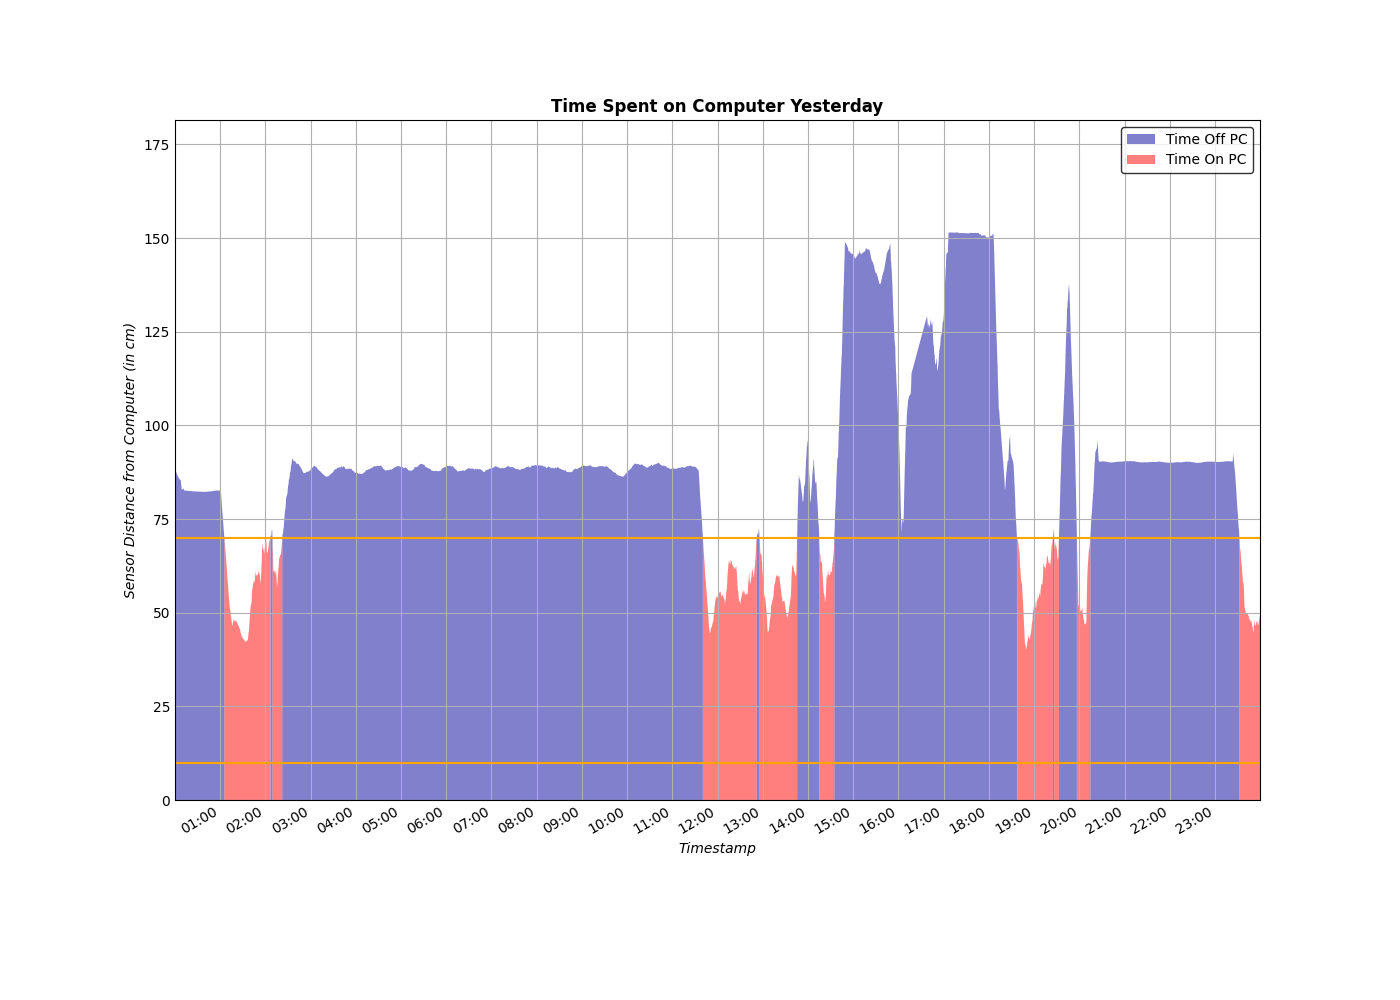 Time Spent on Computer Yesterday
Time Off PC
Time On PC
Sensor Distance from Computer (in cm)
175
150
125
100
75
50
25
0
01:00 02:00 03:00 04:00 05:00 06:00 07:00 08:00 09:00 10:00 11:00 12:00 13:00 14:00 15:00 16:00 17:00 18:00 19:00 20:00 21:00 22:00 23:00
Timestamp